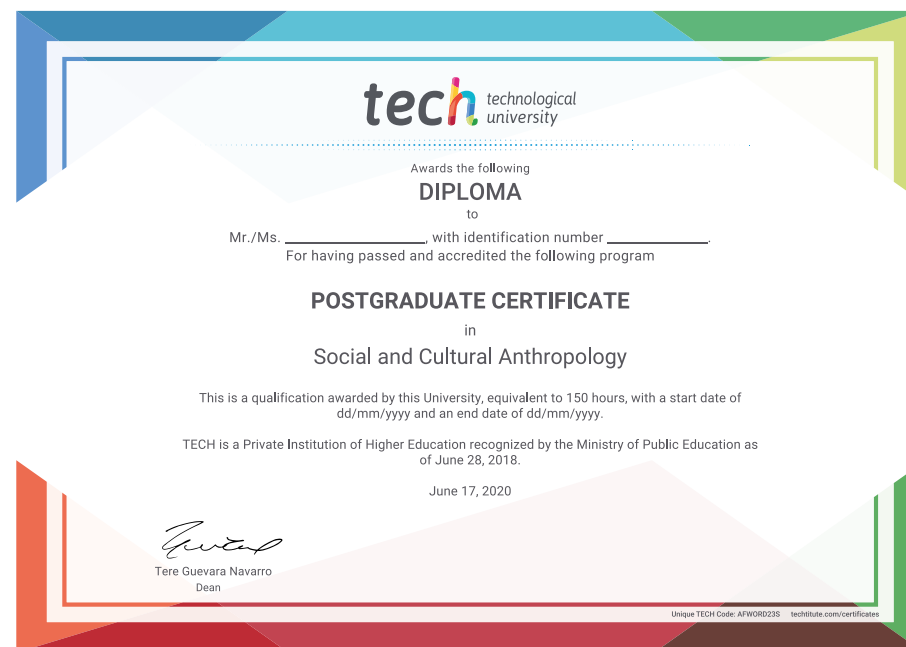 tech technological
university
Awards the following
DIPLOMA
to
Mr./Ms. ____________________, with identification number ______________.
For having passed and accredited the following program
POSTGRADUATE CERTIFICATE
in
Social and Cultural Anthropology
This is a qualification awarded by this University, equivalent to 150 hours, with a start date of
dd/mm/yyyy and an end date of dd/mm/yyyy.
TECH is a Private Institution of Higher Education recognized by the Ministry of Public Education as
of June 28, 2018.
June 17, 2020
Tere Guevara Navarro
Dean
Unique TECH Code: AFWORD23S techtitute.com/certificates